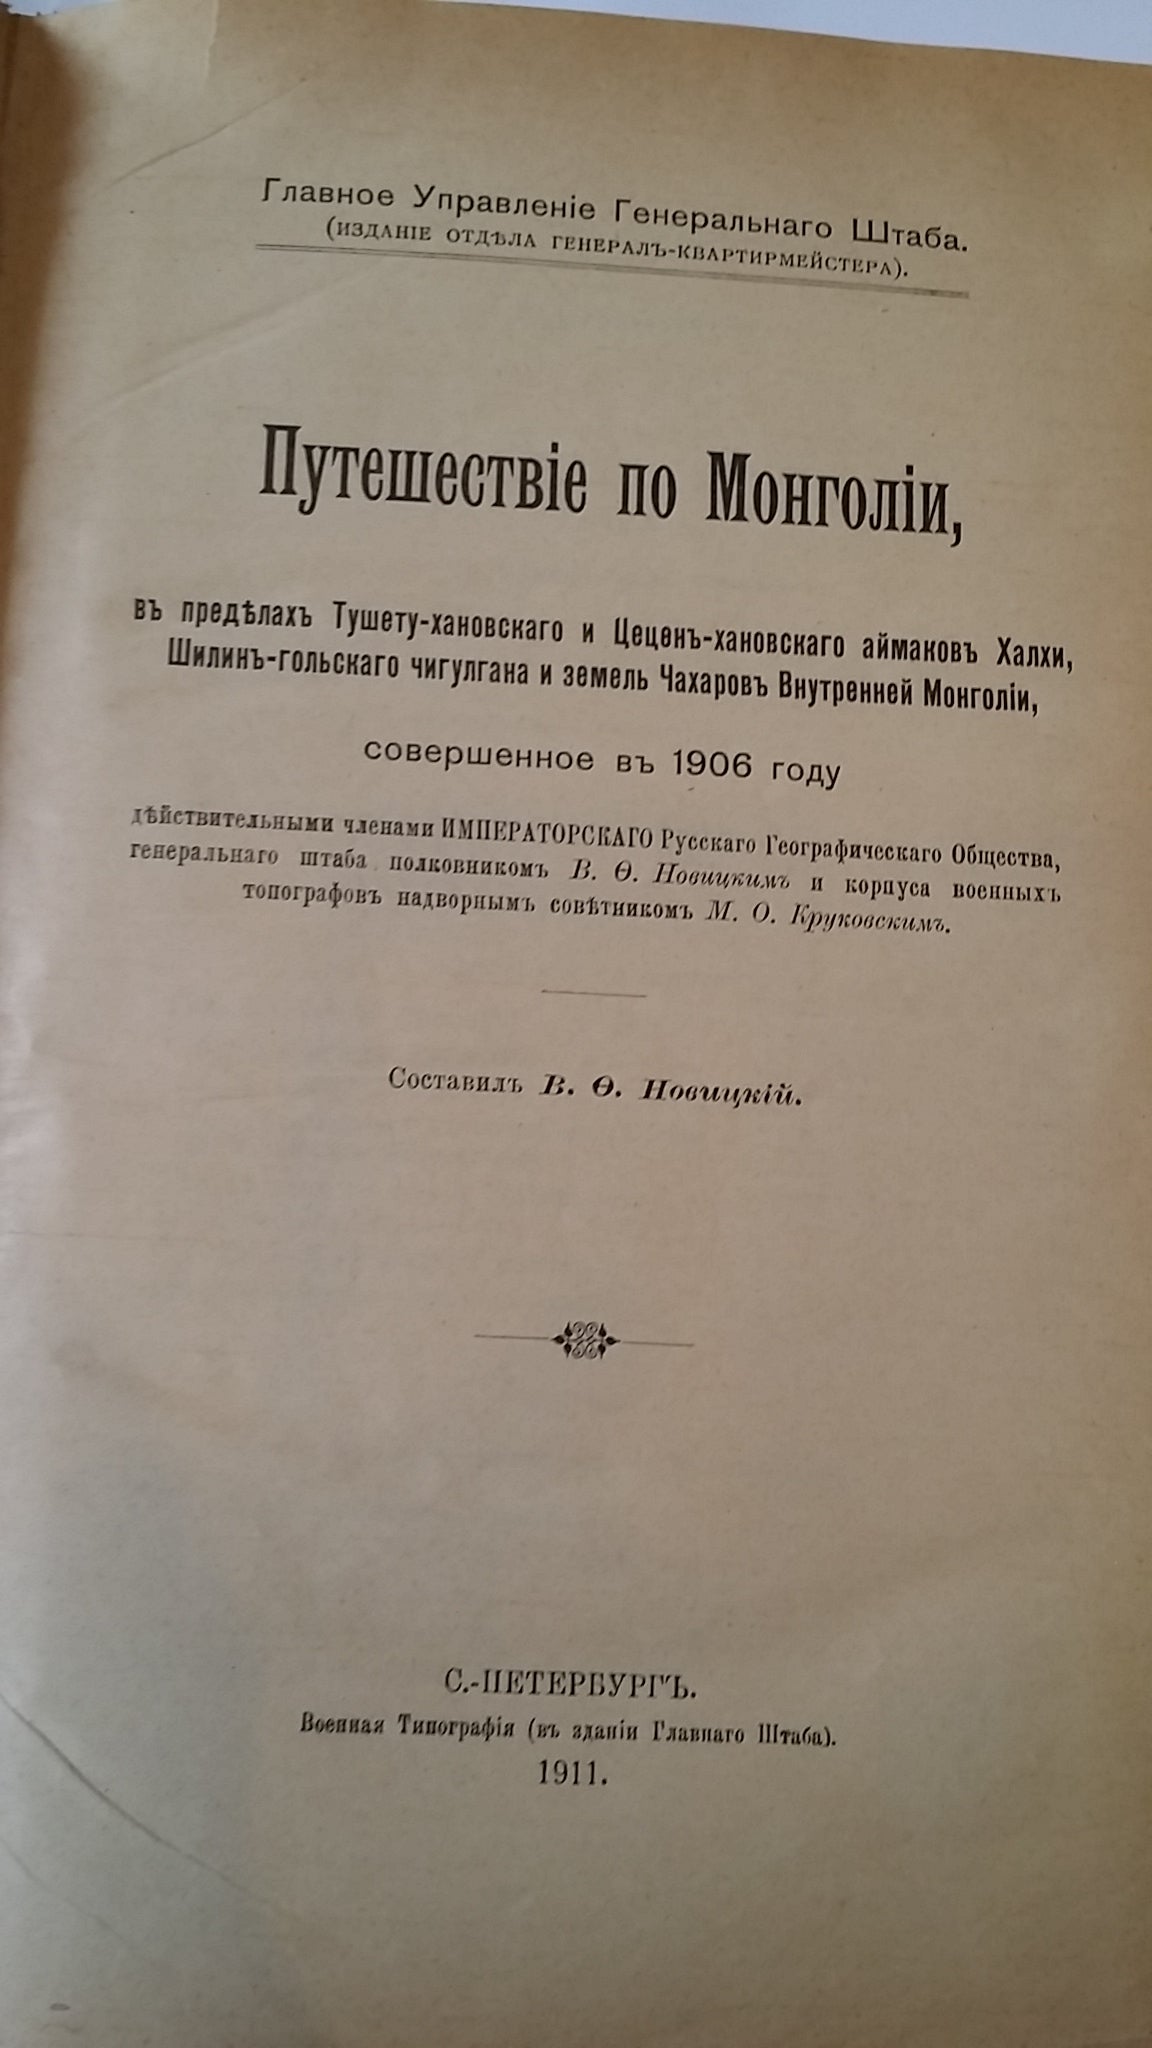 Главное Управленіе Генеральнаго Штаба.
(ИЗДАНІЕ ОТДѢЛА ГЕНЕРАЛЪ-КВАРТИРМЕЙСТЕРА).
Путешествіе по Монголіи,
въ предѣлахъ Тушету-хановскаго и Цеценъ-хановскаго аймаковъ Халхи,
Шилинъ-гольскаго чигулгана и земель Чахаровъ Внутренней Монголіи,
совершенное въ 1906 году
дѣйствительными членами ИМПЕРАТОРСКАГО Русскаго Географическаго Общества,
генеральнаго штаба полковникомъ В. Ѳ. Новицкимъ и корпуса военныхъ
топографовъ надворнымъ совѣтникомъ М. О. Круковскимъ.
Составилъ В. Ѳ. Новицкій.
С.-ПЕТЕРБУРГЪ.
Военная Типографія (въ зданіи Главнаго Штаба).
1911.